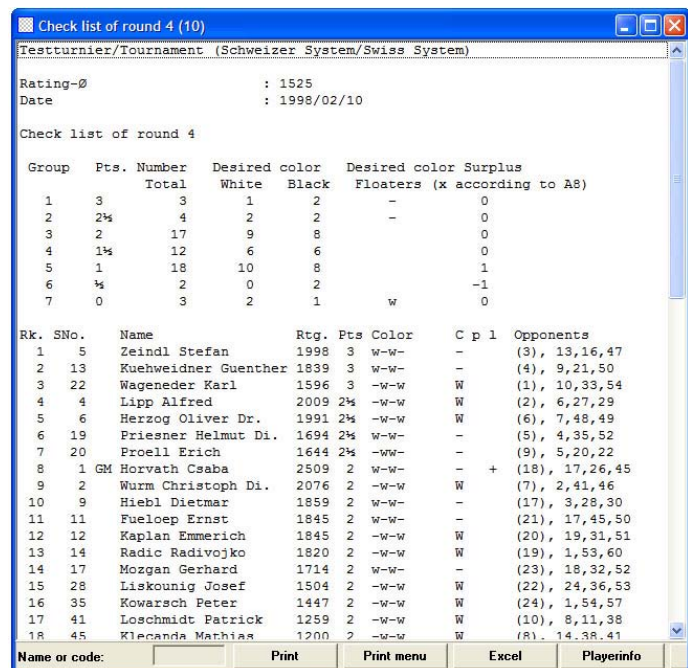 Check list of round 4 (10)
Testturnier/Tournament (Schweizer System/Swiss System)
Rating-Ø : 1525
Date : 1998/02/10
Check list of round 4
Group Pts. Number Desired color Desired color Surplus
Total White Black Floaters (x according to A8)
1 3 3 1 2 - 0
2 2½ 4 2 2 - 0
3 2 17 9 8 0
4 1½ 12 6 6 0
5 1 18 10 8 1
6 ½ 2 0 2 -1
7 0 3 2 1 w 0
Rk. SNo. Name Rtg. Pts Color C p l Opponents
1 5 Zeindl Stefan 1998 3 w-w- - (3), 13,16,47
2 13 Kuehweidner Guenther 1839 3 w-w- - (4), 9,21,50
3 22 Wageneder Karl 1596 3 -w-w W (1), 10,33,54
4 4 Lipp Alfred 2009 2½ -w-w W (2), 6,27,29
5 6 Herzog Oliver Dr. 1991 2½ -w-w W (6), 7,48,49
6 19 Priesner Helmut Di. 1694 2½ w-w- - (5), 4,35,52
7 20 Proell Erich 1644 2½ -ww- - (9), 5,20,22
8 1 GM Horvath Csaba 2509 2 w-w- - + (18), 17,26,45
9 2 Wurm Christoph Di. 2076 2 -w-w W (7), 2,41,46
10 9 Hiebl Dietmar 1859 2 w-w- - (17), 3,28,30
11 11 Fueloep Ernst 1845 2 w-w- - (21), 17,45,50
12 12 Kaplan Emmerich 1845 2 -w-w W (20), 19,31,51
13 14 Radic Radivojko 1820 2 -w-w W (19), 1,53,60
14 17 Mozgan Gerhard 1714 2 w-w- - (23), 18,32,52
15 28 Liskounig Josef 1504 2 -w-w W (22), 24,36,53
16 35 Kowarsch Peter 1447 2 -w-w W (24), 1,54,57
17 41 Loschmidt Patrick 1259 2 -w-w W (10), 8,11,38
18 45 Klecanda Mathias 1200 2 -w-w W (8), 14,38,41
Name or code: Print Print menu Excel Playerinfo